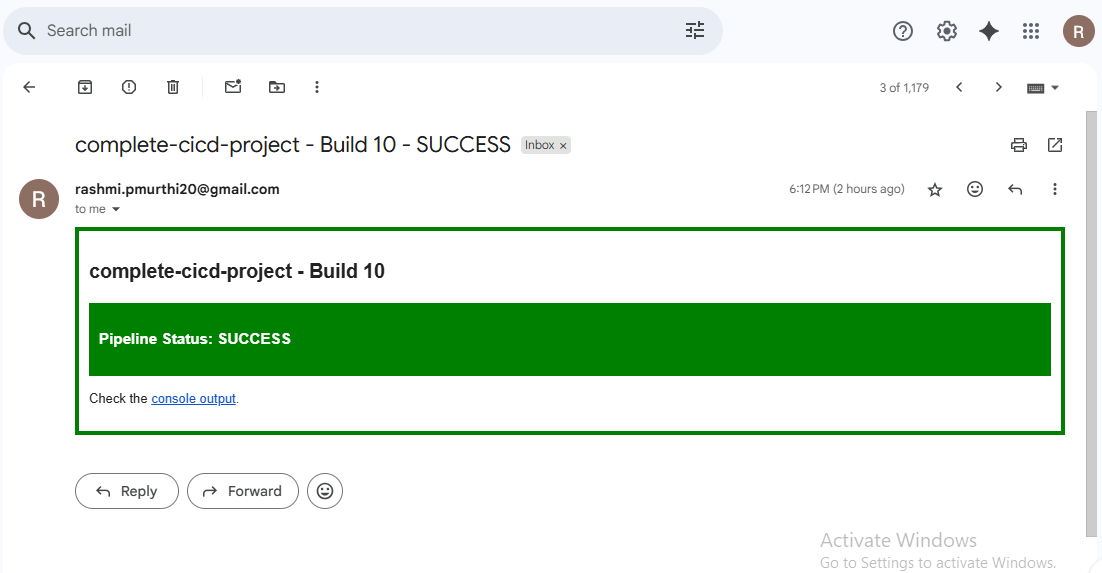 Search mail
R
3 of 1,179
complete-cicd-project - Build 10 - SUCCESS Inbox ×
R
rashmi.pmurthi20@gmail.com 6:12 PM (2 hours ago)
to me
complete-cicd-project - Build 10
Pipeline Status: SUCCESS
Check the console output.
Reply Forward
Activate Windows
Go to Settings to activate Windows.